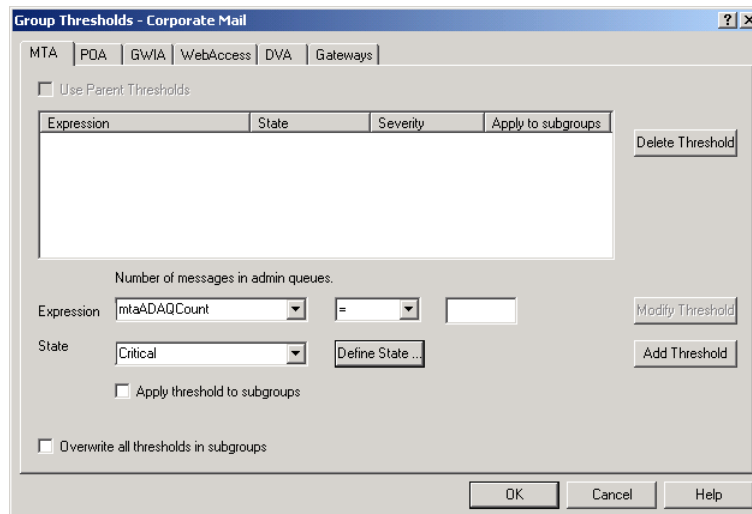 Group Thresholds - Corporate Mail ? ×
MTA POA GWIA WebAccess DVA Gateways
Use Parent Thresholds
Expression State Severity Apply to subgroups
Delete Threshold
Number of messages in admin queues.
Expression mtaADAQCount = Modify Threshold
State Critical Define State ... Add Threshold
Apply threshold to subgroups
Overwrite all thresholds in subgroups
OK Cancel Help